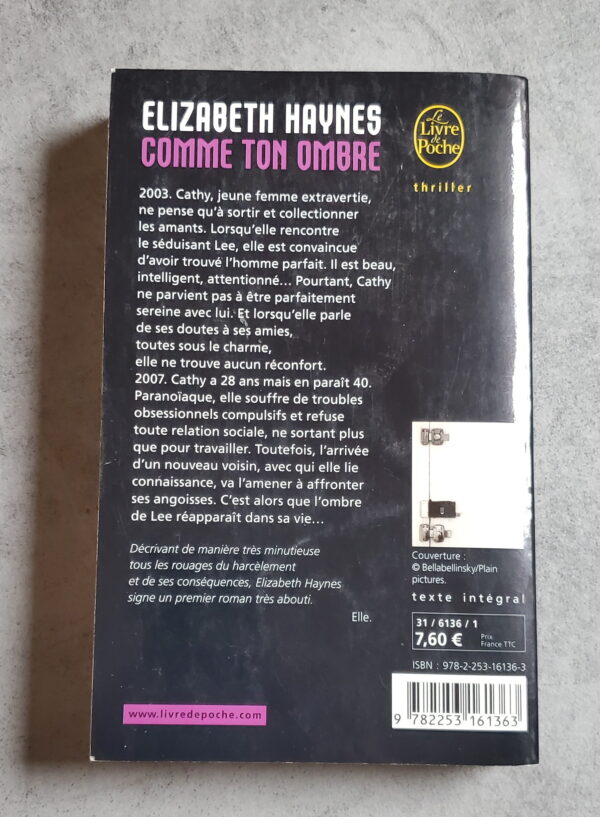 ELIZABETH HAYNES
COMME TON OMBRE
Le
Livre
de
Poche
thriller
2003. Cathy, jeune femme extravertie,
ne pense qu'à sortir et collectionner
les amants. Lorsqu'elle rencontre
le séduisant Lee, elle est convaincue
d'avoir trouvé l'homme parfait. Il est beau,
intelligent, attentionné... Pourtant, Cathy
ne parvient pas à être parfaitement
sereine avec lui. Et lorsqu'elle parle
de ses doutes à ses amies,
toutes sous le charme,
elle ne trouve aucun réconfort.
2007. Cathy a 28 ans mais en paraît 40.
Paranoïaque, elle souffre de troubles
obsessionnels compulsifs et refuse
toute relation sociale, ne sortant plus
que pour travailler. Toutefois, l'arrivée
d'un nouveau voisin, avec qui elle lie
connaissance, va l'amener à affronter
ses angoisses. C'est alors que l'ombre
de Lee réapparaît dans sa vie...
Décrivant de manière très minutieuse
tous les rouages du harcèlement
et de ses conséquences, Elizabeth Haynes
signe un premier roman très abouti.
Elle.
www.livredepoche.com
Couverture :
© Bellabellinsky/Plain
pictures.
texte intégral
31 / 6136 / 1
7,60 €
Prix
France TTC
ISBN : 978-2-253-16136-3
9 782253 161363